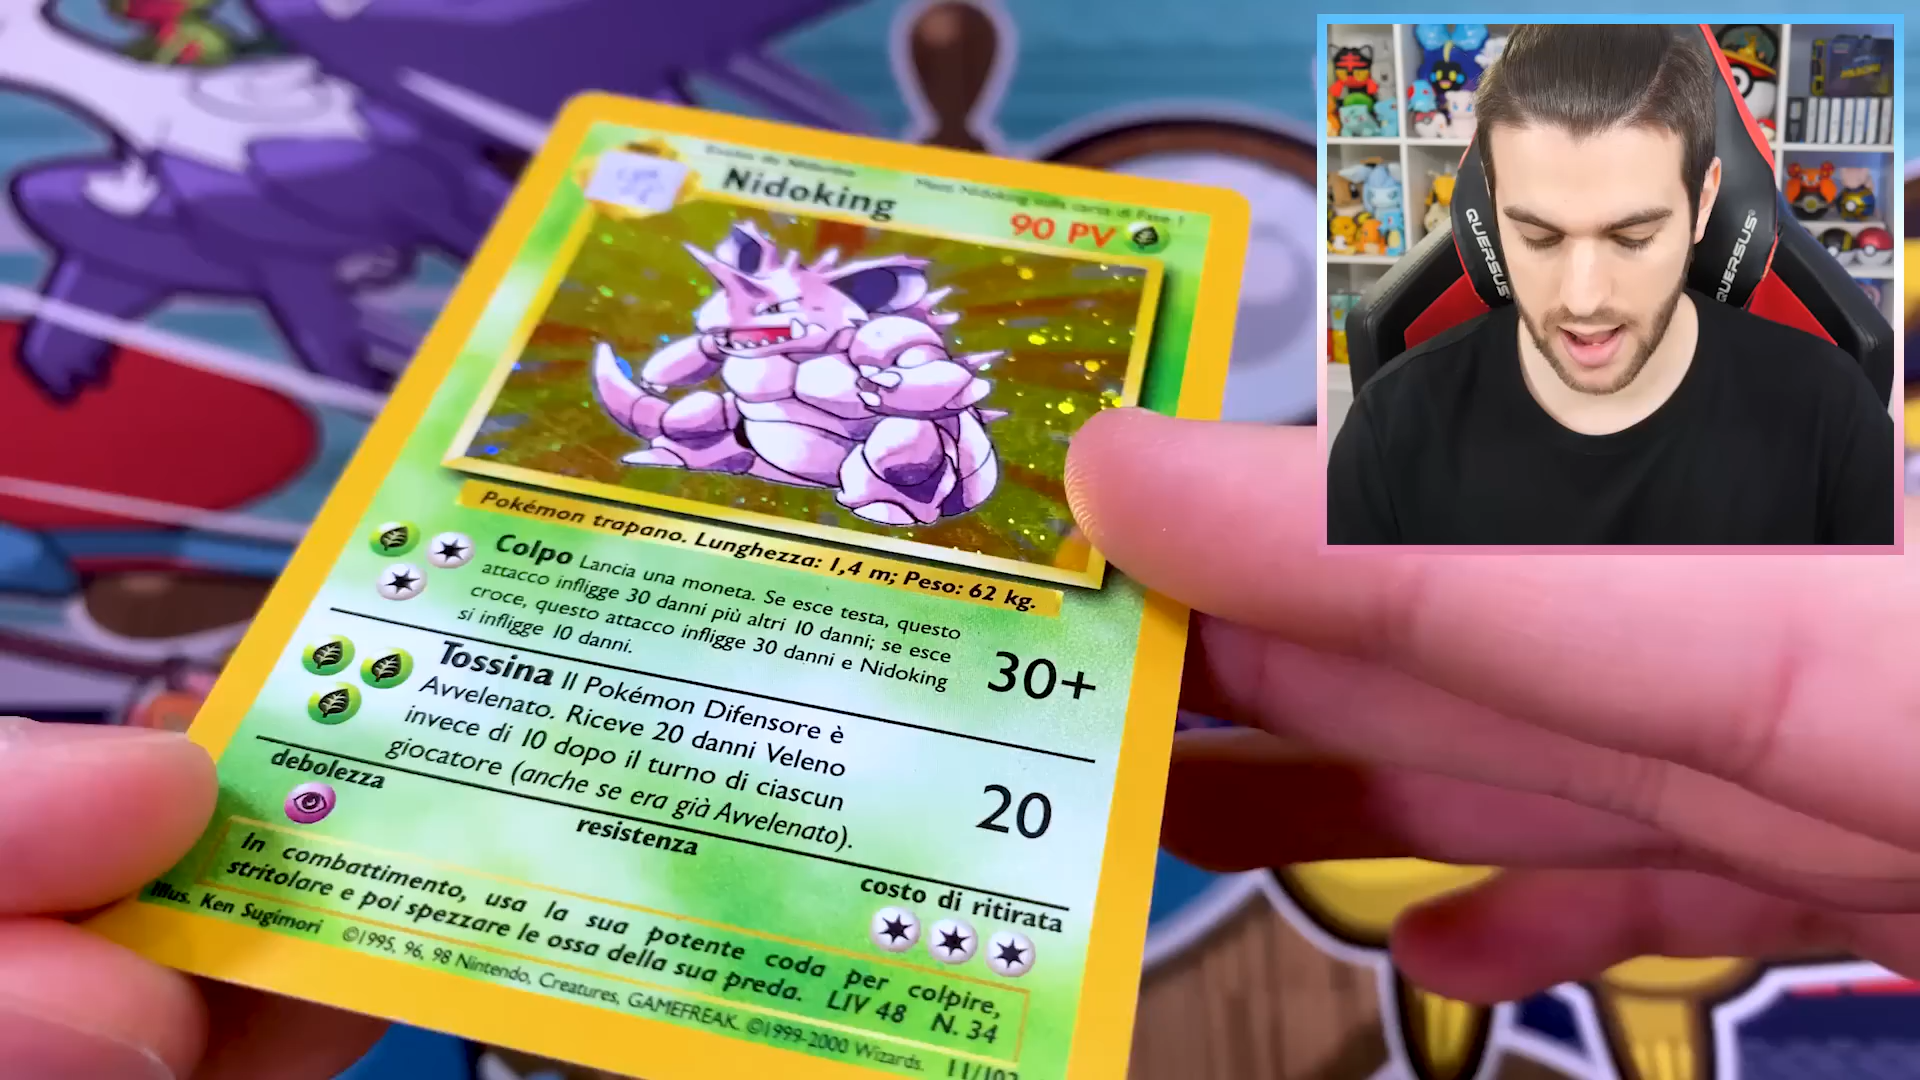 Nidoking
90 PV
Pokémon trapano. Lunghezza: 1,4 m; Peso: 62 kg.
Colpo Lancia una moneta. Se esce testa, questo
attacco infligge 30 danni più altri 10 danni; se esce
croce, questo attacco infligge 30 danni e Nidoking
si infligge 10 danni.
30+
Tossina Il Pokémon Difensore è
Avvelenato. Riceve 20 danni Veleno
invece di 10 dopo il turno di ciascun
giocatore (anche se era già Avvelenato).
20
debolezza
resistenza
costo di ritirata
In combattimento, usa la sua potente coda per colpire,
stritolare e poi spezzare le ossa della sua preda. LIV 48 N. 34
Illus. Ken Sugimori ©1995, 96, 98 Nintendo, Creatures, GAMEFREAK. ©1999-2000 Wizards. 11/102
QUERSUS
QUERSUS